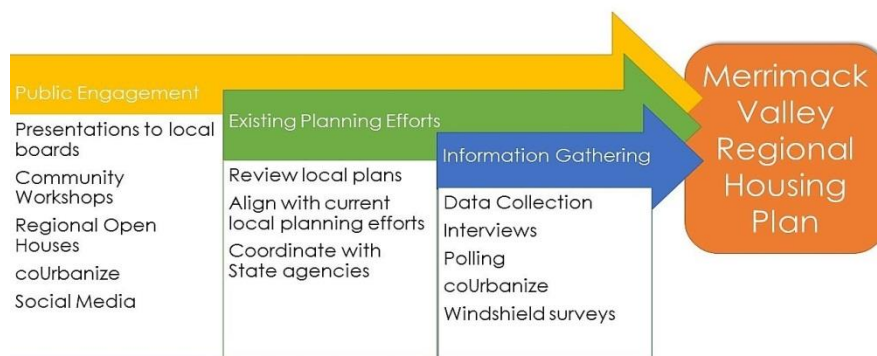 Public Engagement
Presentations to local
boards
Community
Workshops
Regional Open
Houses
coUrbanize
Social Media
Existing Planning Efforts
Review local plans
Align with current
local planning efforts
Coordinate with
State agencies
Information Gathering
Data Collection
Interviews
Polling
coUrbanize
Windshield surveys
Merrimack
Valley
Regional
Housing
Plan